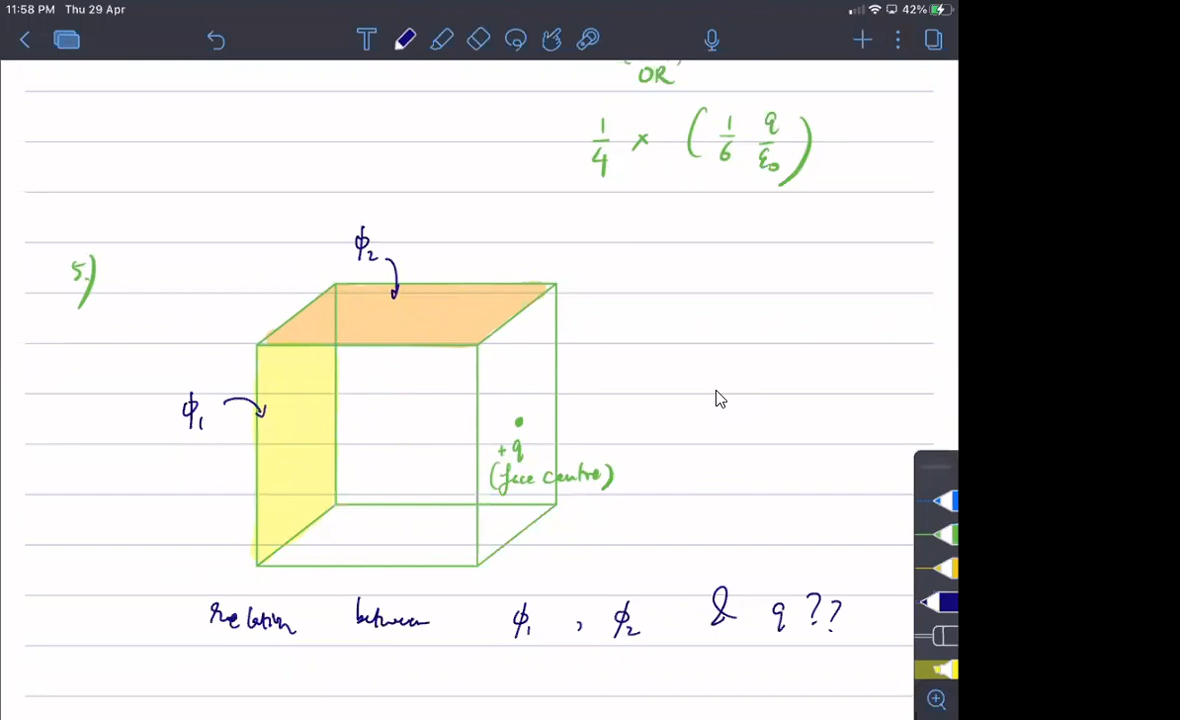 11:58 PM Thu 29 Apr
42%
"OR"
1/4 × (1/6 q/ε₀)
5.)
ϕ₂
ϕ₁
+q
(face centre)
relation between ϕ₁, ϕ₂ & q ??